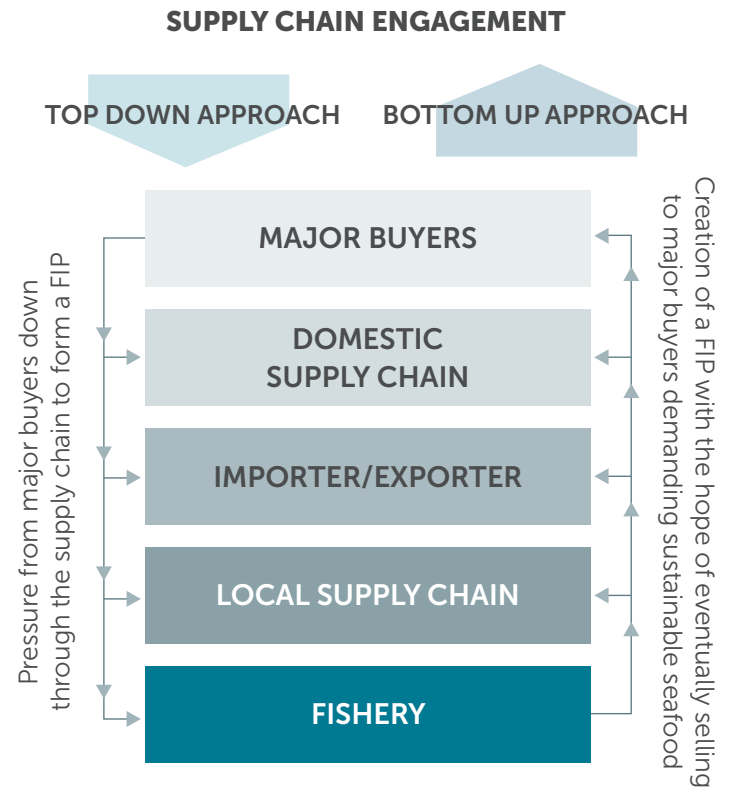 SUPPLY CHAIN ENGAGEMENT
TOP DOWN APPROACH
BOTTOM UP APPROACH
Pressure from major buyers down
through the supply chain to form a FIP
MAJOR BUYERS
DOMESTIC
SUPPLY CHAIN
IMPORTER/EXPORTER
LOCAL SUPPLY CHAIN
FISHERY
Creation of a FIP with the hope of eventually selling
to major buyers demanding sustainable seafood